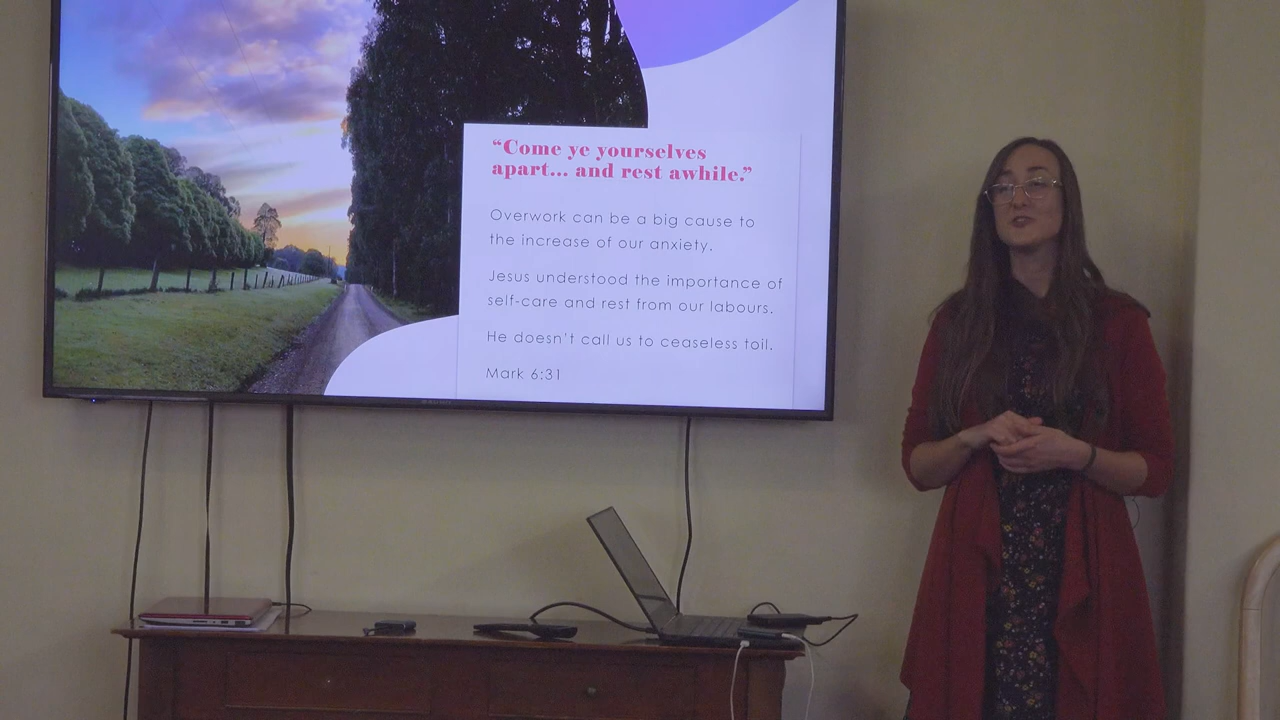 “Come ye yourselves
apart... and rest awhile.”
Overwork can be a big cause to
the increase of our anxiety.
Jesus understood the importance of
self-care and rest from our labours.
He doesn't call us to ceaseless toil.
Mark 6:31